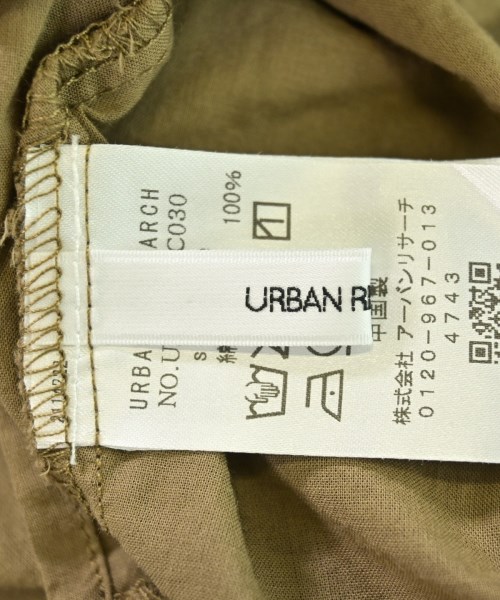 URBAN R
URBA ARCH
NO.U C030
s
綿 100%
中国製
株式会社 アーバンリサーチ
0120-967-013
4743